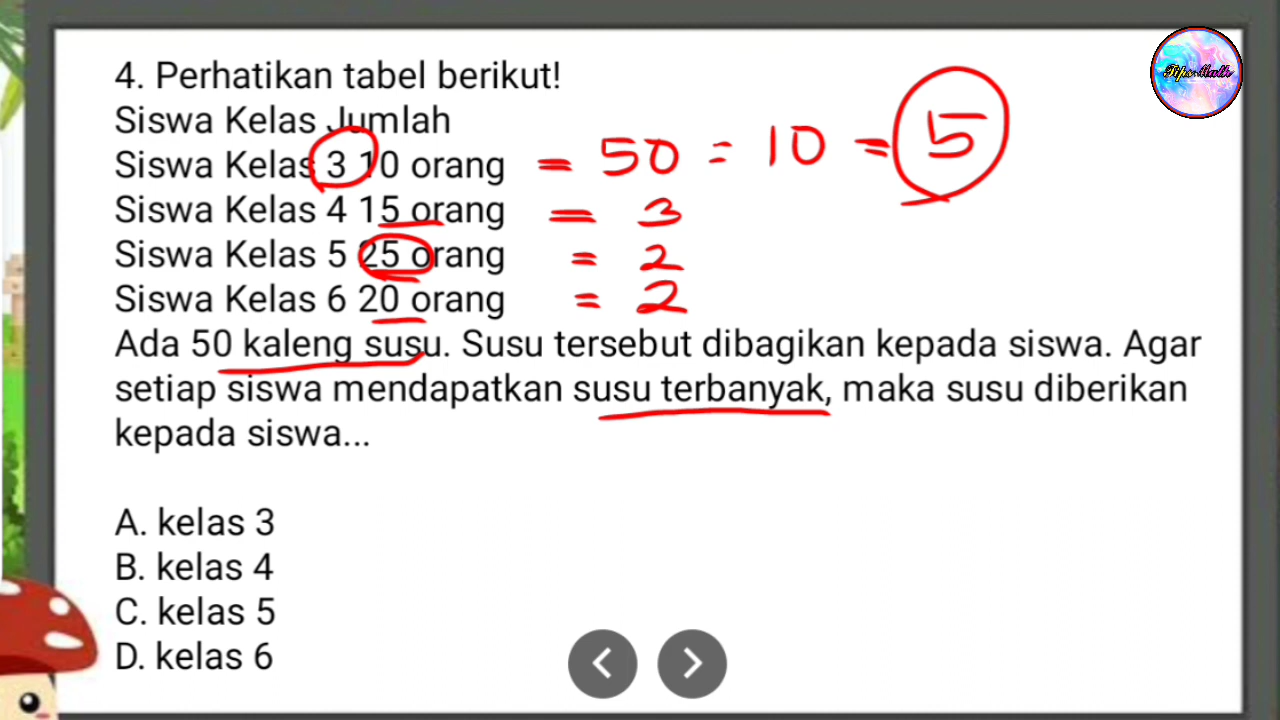 4. Perhatikan tabel berikut!
Siswa Kelas Jumlah
Siswa Kelas 3 10 orang = 50 = 10 = 5
Siswa Kelas 4 15 orang = 3
Siswa Kelas 5 25 orang = 2
Siswa Kelas 6 20 orang = 2
Ada 50 kaleng susu. Susu tersebut dibagikan kepada siswa. Agar
setiap siswa mendapatkan susu terbanyak, maka susu diberikan
kepada siswa...
A. kelas 3
B. kelas 4
C. kelas 5
D. kelas 6